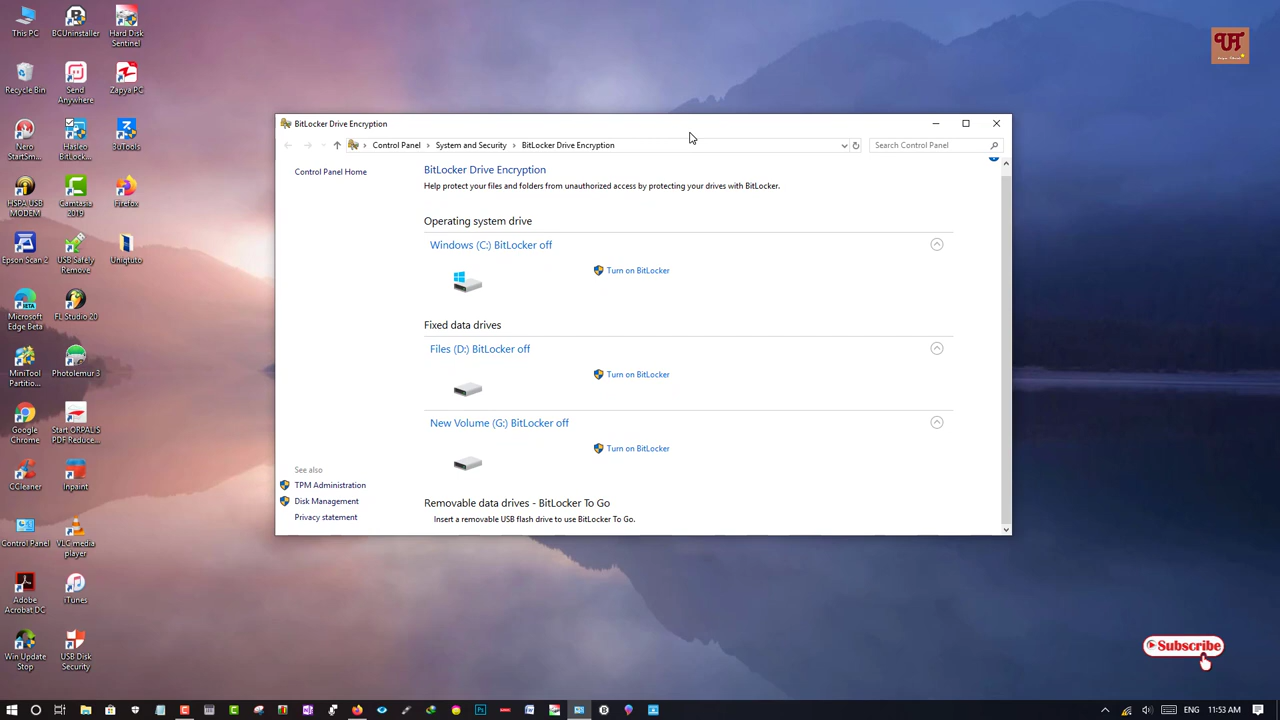 This PC
BCUninstaller
Hard Disk
Sentinel
Recycle Bin
Send
Anywhere
Zapya PC
Nero
StartSm...
Hasleo
BitLock...
3uTools
HSPA USB
MODEM
Camtasia
2019
Firefox
Epson Scan 2
USB Safely
Remove
Uniqtuto
Microsoft
Edge Beta
FL Studio 20
MiniTool
Partitio...
Photolemur 3
Google
Chrome
Start ORPALIS
PDF Reduce...
CCleaner
Inpaint
Control Panel
VLC media
player
Adobe
Acrobat DC
iTunes
Win Update
Stop
USB Disk
Security
BitLocker Drive Encryption
Control Panel > System and Security > BitLocker Drive Encryption
Search Control Panel
Control Panel Home
BitLocker Drive Encryption
Help protect your files and folders from unauthorized access by protecting your drives with BitLocker.
Operating system drive
Windows (C:) BitLocker off
Turn on BitLocker
Fixed data drives
Files (D:) BitLocker off
Turn on BitLocker
New Volume (G:) BitLocker off
Turn on BitLocker
Removable data drives - BitLocker To Go
Insert a removable USB flash drive to use BitLocker To Go.
See also
TPM Administration
Disk Management
Privacy statement
Subscribe
ENG
11:53 AM